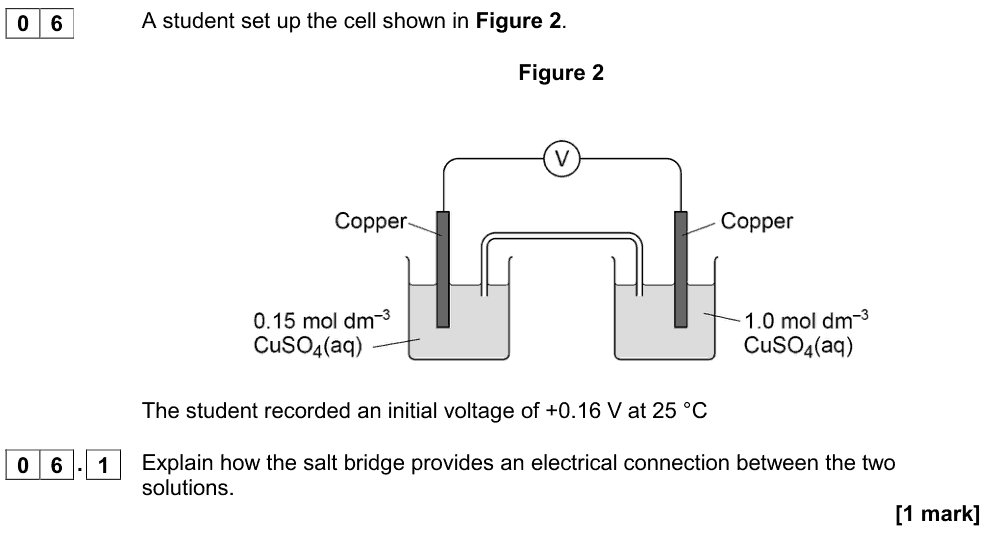 0 6 A student set up the cell shown in Figure 2.
Figure 2
V
Copper Copper
0.15 mol dm⁻³ 1.0 mol dm⁻³
CuSO₄(aq) CuSO₄(aq)
The student recorded an initial voltage of +0.16 V at 25 °C
0 6 . 1 Explain how the salt bridge provides an electrical connection between the two
solutions.
[1 mark]